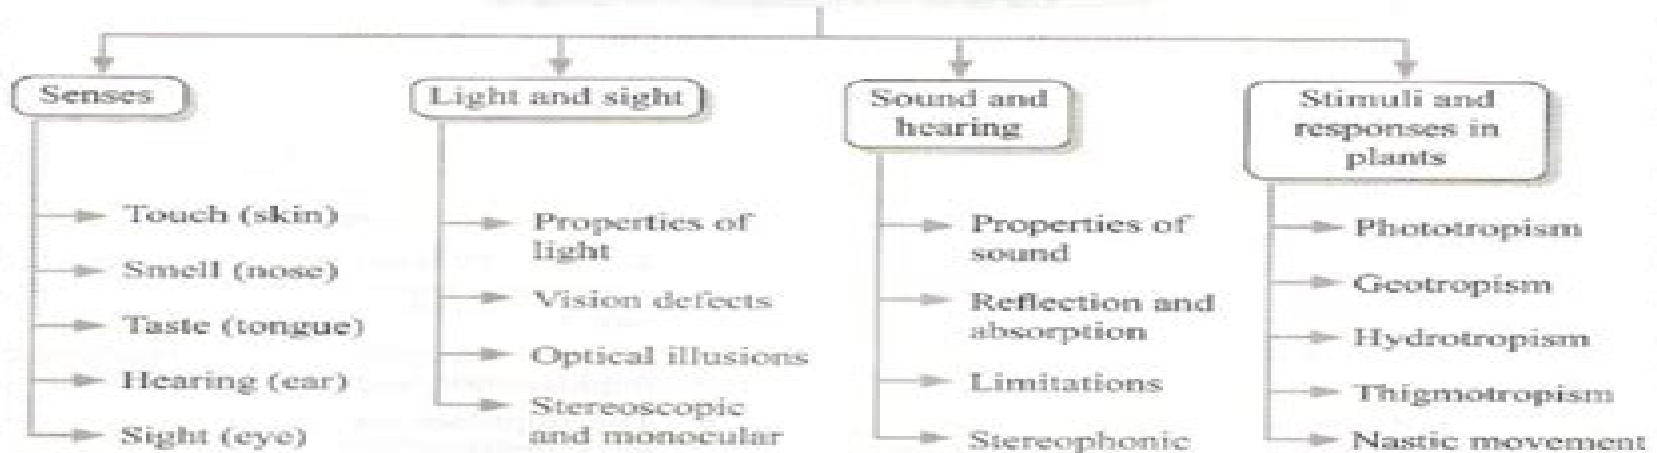 Senses
Touch (skin)
Smell (nose)
Taste (tongue)
Hearing (ear)
Sight (eye)
Light and sight
Properties of
light
Vision defects
Optical illusions
Stereoscopic
and monocular
Sound and
hearing
Properties of
sound
Reflection and
absorption
Limitations
Stereophonic
Stimuli and
responses in
plants
Phototropism
Geotropism
Hydrotropism
Thigmotropism
Nastic movement